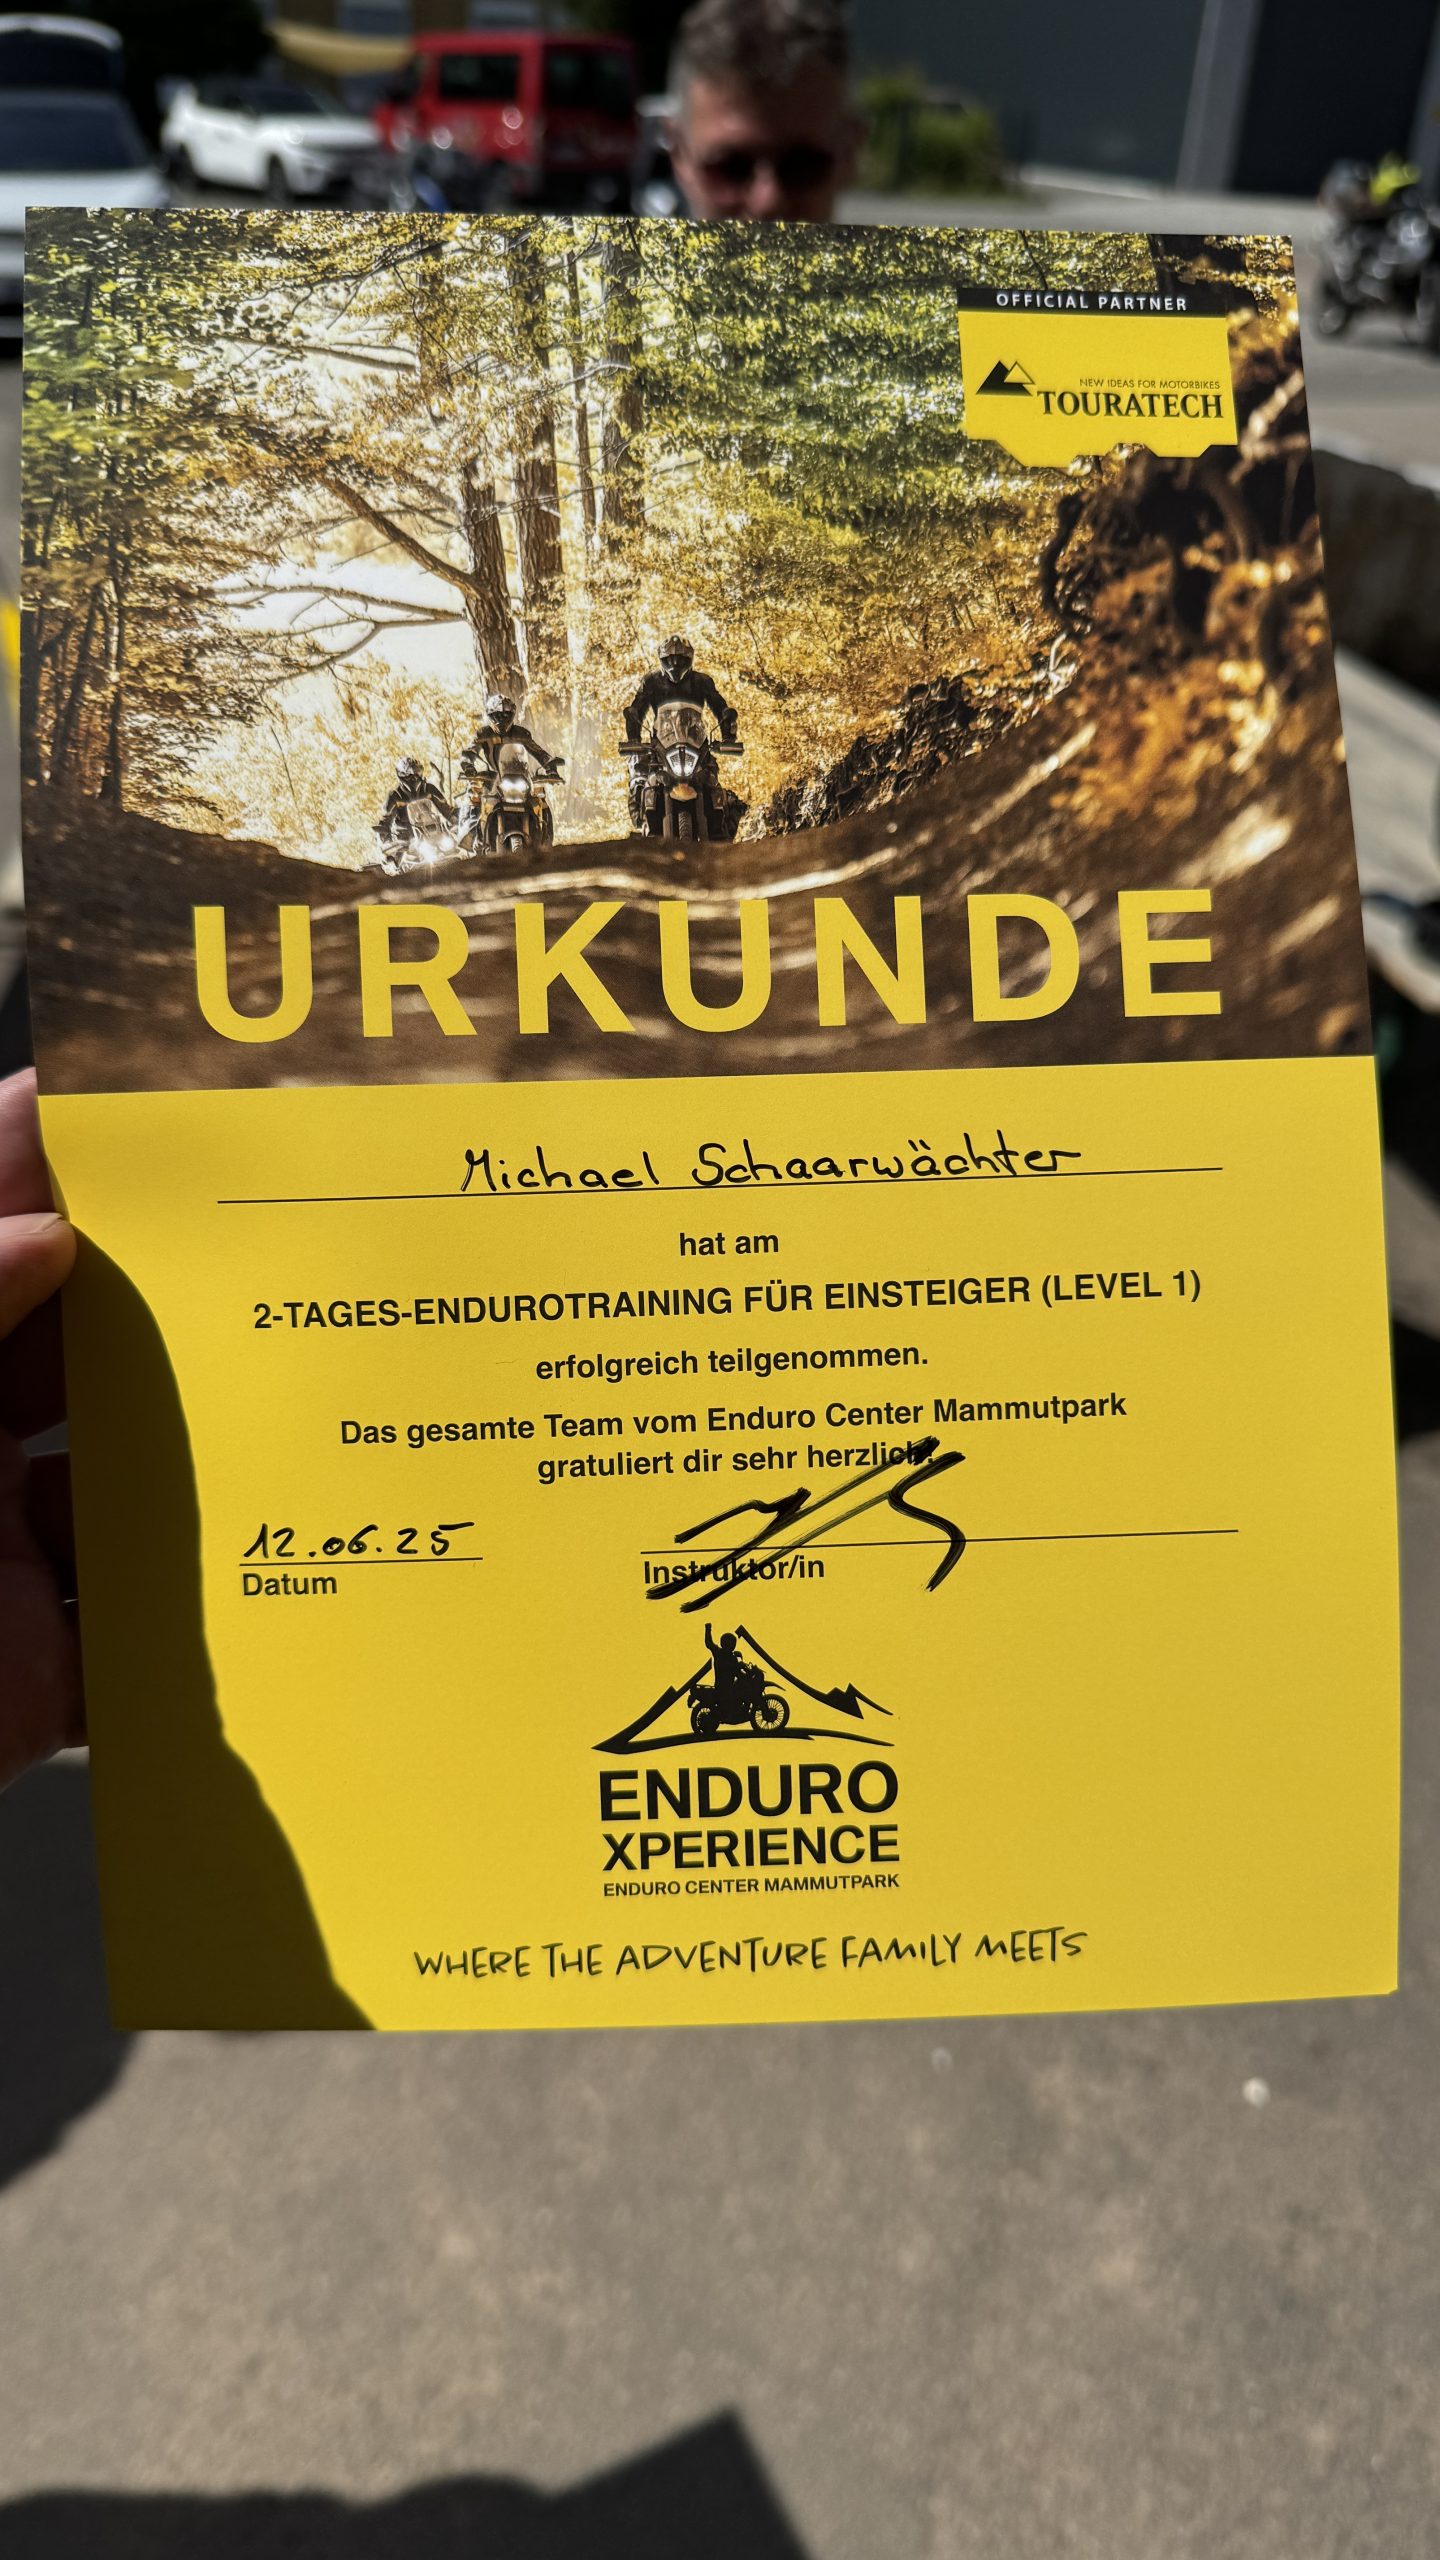 OFFICIAL PARTNER
NEW IDEAS FOR MOTORBIKES
TOURATECH
URKUNDE
Michael Schaarwächter
hat am
2-TAGES-ENDUROTRAINING FÜR EINSTEIGER (LEVEL 1)
erfolgreich teilgenommen.
Das gesamte Team vom Enduro Center Mammutpark
gratuliert dir sehr herzlich!
12.06.25
Datum
Instruktor/in
ENDURO
XPERIENCE
ENDURO CENTER MAMMUTPARK
WHERE THE ADVENTURE FAMILY MEETS